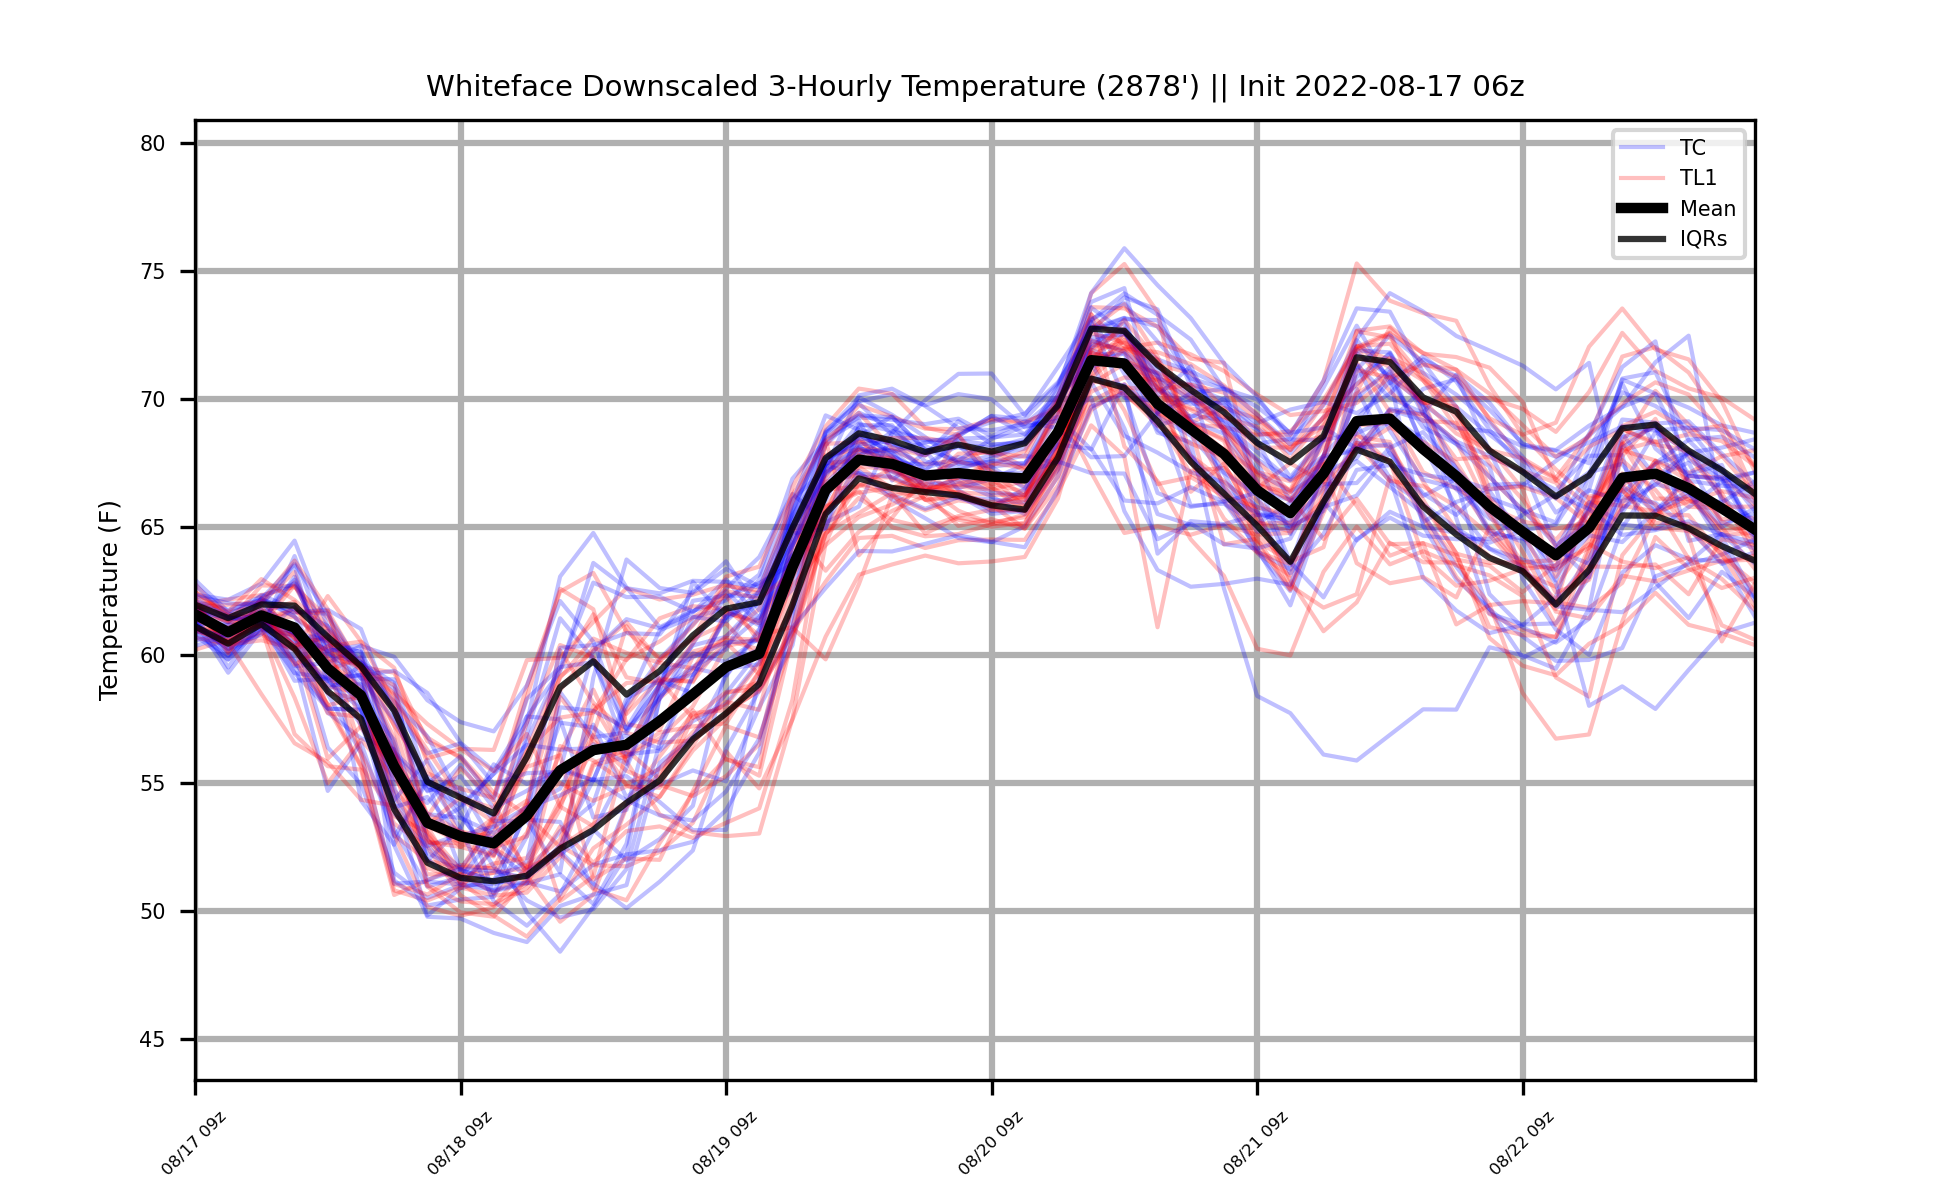 Whiteface Downscaled 3-Hourly Temperature (2878') || Init 2022-08-17 06z
TC
TL1
Mean
IQRs
Temperature (F)
80
75
70
65
60
55
50
45
08/17 09z
08/18 09z
08/19 09z
08/20 09z
08/21 09z
08/22 09z